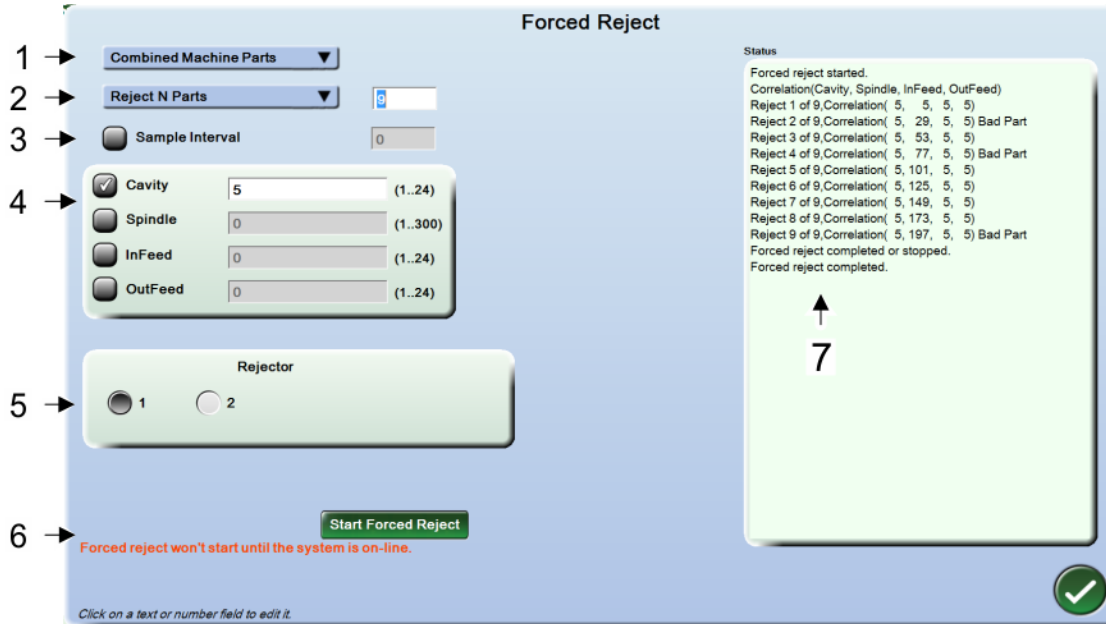 Forced Reject
1
Combined Machine Parts
2
Reject N Parts
9
3
Sample Interval
0
4
Cavity
5
(1..24)
Spindle
0
(1..300)
InFeed
0
(1..24)
OutFeed
0
(1..24)
5
Rejector
1
2
6
Start Forced Reject
Forced reject won't start until the system is on-line.
Click on a text or number field to edit it.
Status
Forced reject started.
Correlation(Cavity, Spindle, InFeed, OutFeed)
Reject 1 of 9,Correlation( 5, 5, 5, 5)
Reject 2 of 9,Correlation( 5, 29, 5, 5) Bad Part
Reject 3 of 9,Correlation( 5, 53, 5, 5)
Reject 4 of 9,Correlation( 5, 77, 5, 5) Bad Part
Reject 5 of 9,Correlation( 5, 101, 5, 5)
Reject 6 of 9,Correlation( 5, 125, 5, 5)
Reject 7 of 9,Correlation( 5, 149, 5, 5)
Reject 8 of 9,Correlation( 5, 173, 5, 5)
Reject 9 of 9,Correlation( 5, 197, 5, 5) Bad Part
Forced reject completed or stopped.
Forced reject completed.
7